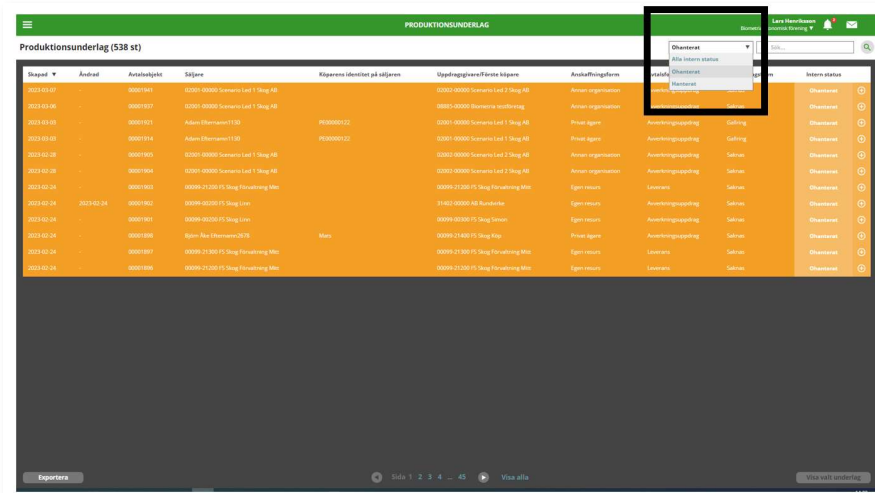 PRODUKTIONSUNDERLAG
Lars Henriksson
Produktionsunderlag (538 st)
Ohanterat ▼
Sök...
Alla intern status
Ohanterat
Hanterat
Skapad ▼ Ändrad Avtalsobjekt Säljare Köparens identitet på säljaren Uppdragsgivare/Förste köpare Anskaffningsform Intern status
2023-03-07 - 00001941 02001-00000 Scenario Led 1 Skog AB 02002-00000 Scenario Led 2 Skog AB Annan organisation Ohanterat
2023-03-06 - 00001937 02001-00000 Scenario Led 1 Skog AB 08885-00000 Biometria testföretag Annan organisation Avverkningsuppdrag Saknas Ohanterat
2023-03-03 - 00001921 Adam Efternamn1130 PE00000122 02001-00000 Scenario Led 1 Skog AB Privat ägare Avverkningsuppdrag Gallring Ohanterat
2023-03-03 - 00001914 Adam Efternamn1130 PE00000122 02001-00000 Scenario Led 1 Skog AB Privat ägare Avverkningsuppdrag Gallring Ohanterat
2023-02-28 - 00001905 02001-00000 Scenario Led 1 Skog AB 02002-00000 Scenario Led 2 Skog AB Annan organisation Avverkningsuppdrag Saknas Ohanterat
2023-02-28 - 00001904 02001-00000 Scenario Led 1 Skog AB 02002-00000 Scenario Led 2 Skog AB Annan organisation Avverkningsuppdrag Saknas Ohanterat
2023-02-24 - 00001903 00099-21200 FS Skog Förvaltning Mitt 00099-21200 FS Skog Förvaltning Mitt Egen resurs Leverans Saknas Ohanterat
2023-02-24 2023-02-24 00001902 00099-00200 FS Skog Linn 31402-00000 AB Rundvirke Egen resurs Avverkningsuppdrag Saknas Ohanterat
2023-02-24 - 00001901 00099-00200 FS Skog Linn 00099-00300 FS Skog Simon Egen resurs Avverkningsuppdrag Saknas Ohanterat
2023-02-24 - 00001898 Björn Åke Efternamn2678 Mars 00099-21400 FS Skog Köp Privat ägare Avverkningsuppdrag Saknas Ohanterat
2023-02-24 - 00001897 00099-21300 FS Skog Förvaltning Mitt 00099-21300 FS Skog Förvaltning Mitt Egen resurs Leverans Saknas Ohanterat
2023-02-24 - 00001896 00099-21200 FS Skog Förvaltning Mitt 00099-21200 FS Skog Förvaltning Mitt Egen resurs Leverans Saknas Ohanterat
Exportera
Sida 1 2 3 4 ... 45 Visa alla
Visa valt underlag